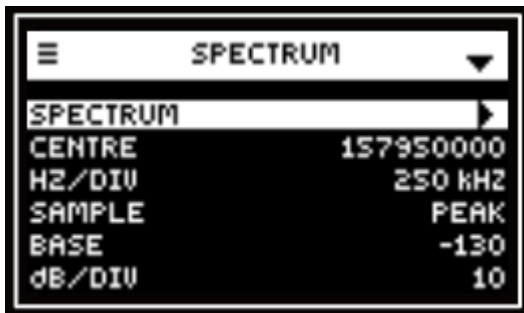 SPECTRUM
SPECTRUM
CENTRE 157950000
HZ/DIV 250 kHZ
SAMPLE PEAK
BASE -130
dB/DIV 10